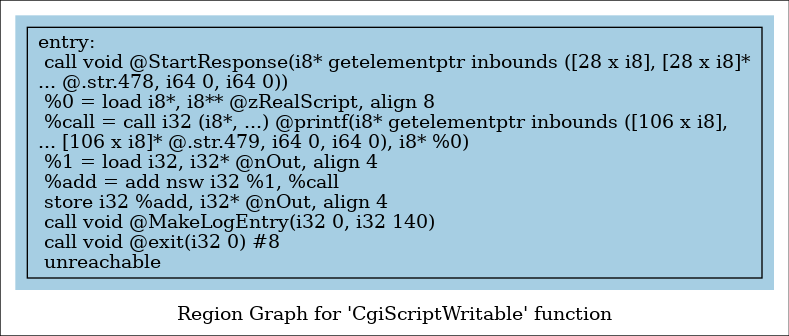 entry:
call void @StartResponse(i8* getelementptr inbounds ([28 x i8], [28 x i8]*
... @.str.478, i64 0, i64 0))
%0 = load i8*, i8** @zRealScript, align 8
%call = call i32 (i8*, ...) @printf(i8* getelementptr inbounds ([106 x i8],
... [106 x i8]* @.str.479, i64 0, i64 0), i8* %0)
%1 = load i32, i32* @nOut, align 4
%add = add nsw i32 %1, %call
store i32 %add, i32* @nOut, align 4
call void @MakeLogEntry(i32 0, i32 140)
call void @exit(i32 0) #8
unreachable
Region Graph for 'CgiScriptWritable' function